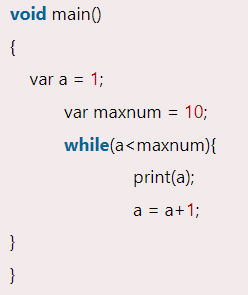 void main()
{
var a = 1;
var maxnum = 10;
while(a<maxnum){
print(a);
a = a+1;
}
}